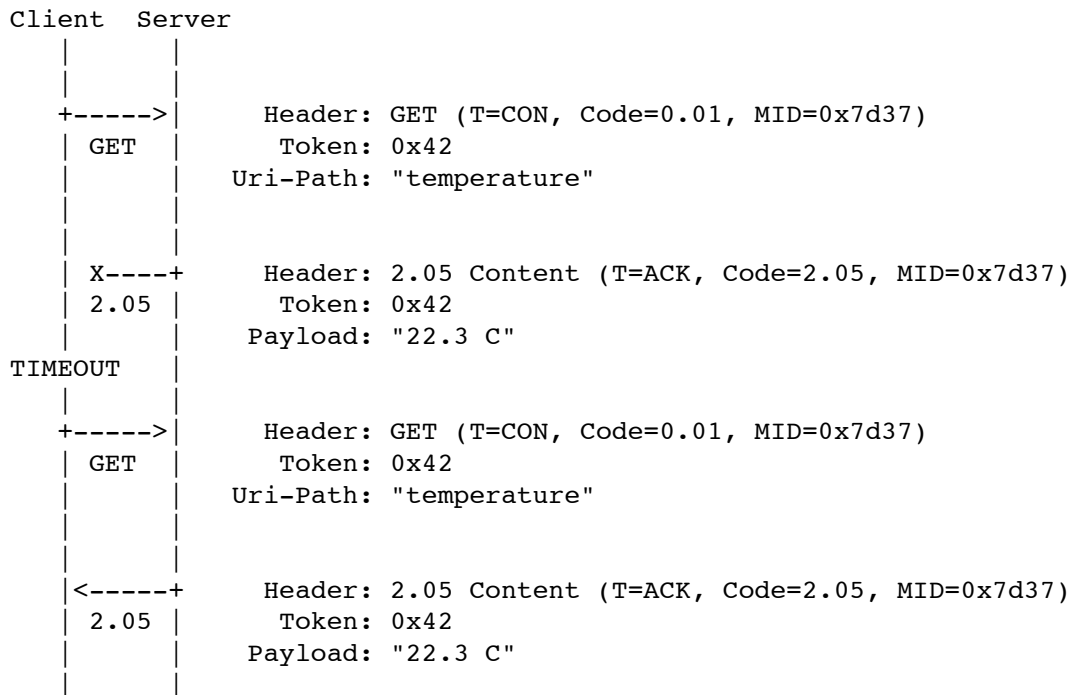 Client Server
+----->| Header: GET (T=CON, Code=0.01, MID=0x7d37)
| GET | Token: 0x42
| | Uri-Path: "temperature"
| X----+ Header: 2.05 Content (T=ACK, Code=2.05, MID=0x7d37)
| 2.05 | Token: 0x42
| | Payload: "22.3 C"
TIMEOUT |
+----->| Header: GET (T=CON, Code=0.01, MID=0x7d37)
| GET | Token: 0x42
| | Uri-Path: "temperature"
|<-----+ Header: 2.05 Content (T=ACK, Code=2.05, MID=0x7d37)
| 2.05 | Token: 0x42
| | Payload: "22.3 C"